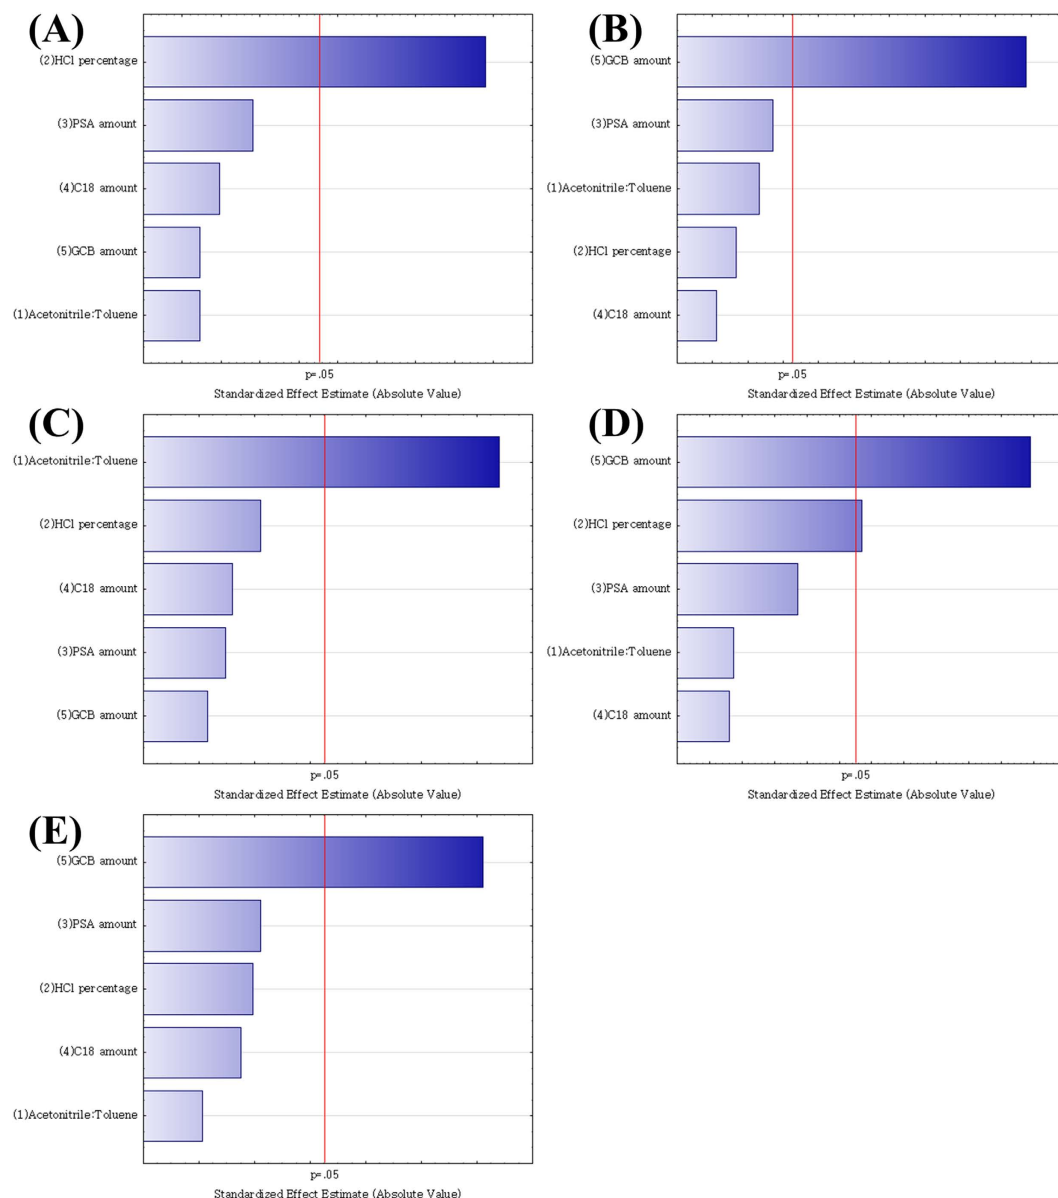 (A)
(2)HCl percentage
(3)PSA amount
(4)C18 amount
(5)GCB amount
(1)Acetonitrile:Toluene
p=.05
Standardized Effect Estimate (Absolute Value)
(B)
(5)GCB amount
(3)PSA amount
(1)Acetonitrile:Toluene
(2)HCl percentage
(4)C18 amount
p=.05
Standardized Effect Estimate (Absolute Value)
(C)
(1)Acetonitrile:Toluene
(2)HCl percentage
(4)C18 amount
(3)PSA amount
(5)GCB amount
p=.05
Standardized Effect Estimate (Absolute Value)
(D)
(5)GCB amount
(2)HCl percentage
(3)PSA amount
(1)Acetonitrile:Toluene
(4)C18 amount
p=.05
Standardized Effect Estimate (Absolute Value)
(E)
(5)GCB amount
(3)PSA amount
(2)HCl percentage
(4)C18 amount
(1)Acetonitrile:Toluene
p=.05
Standardized Effect Estimate (Absolute Value)